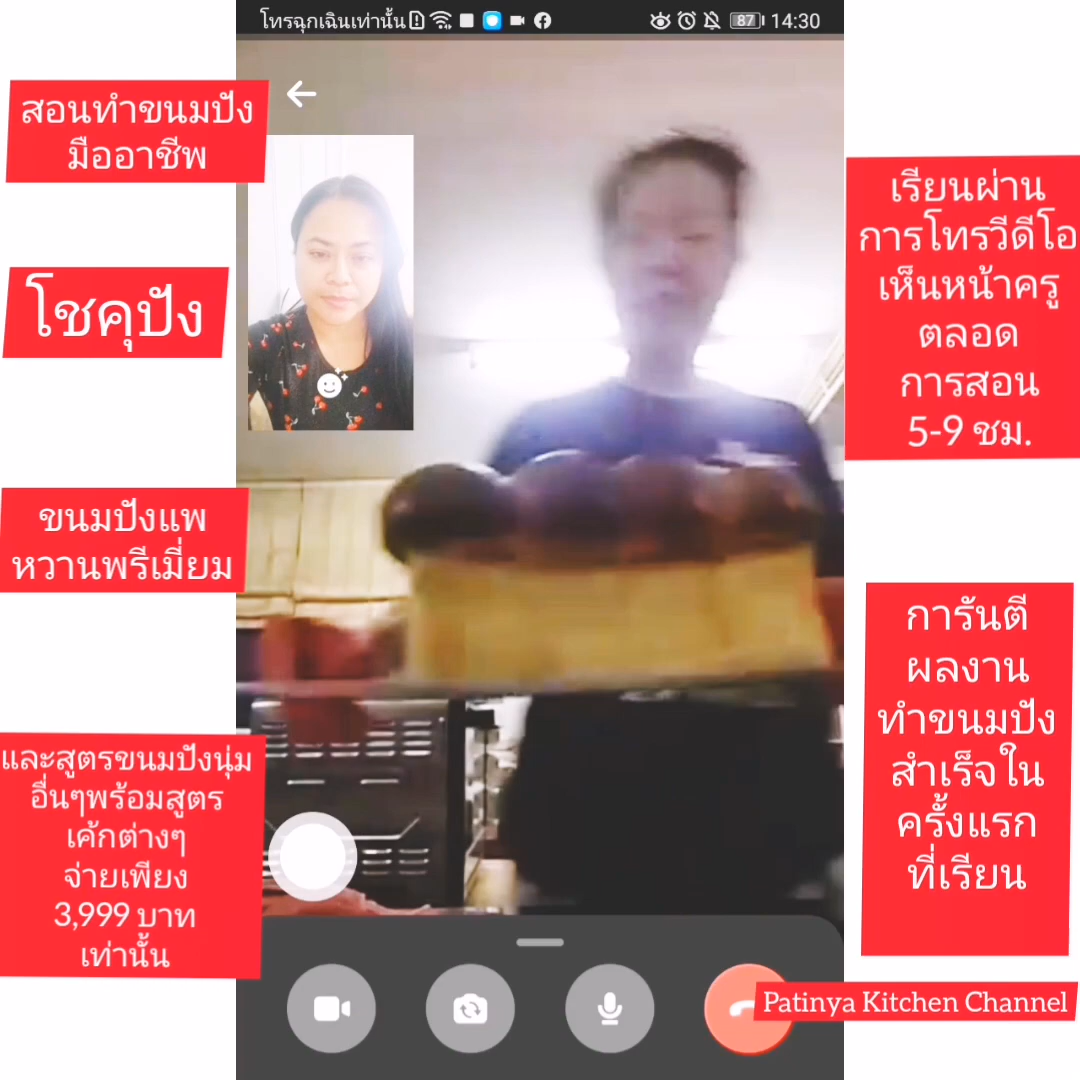 โทรฉุกเฉินเท่านั้น
87 14:30
สอนทำขนมปัง
มืออาชีพ
โชคุปัง
ขนมปังแพ
หวานพรีเมี่ยม
และสูตรขนมปังนุ่ม
อื่นๆพร้อมสูตร
เค้กต่างๆ
จ่ายเพียง
3,999 บาท
เท่านั้น
เรียนผ่าน
การโทรวีดีโอ
เห็นหน้าครู
ตลอด
การสอน
5-9 ชม.
การันตี
ผลงาน
ทำขนมปัง
สำเร็จใน
ครั้งแรก
ที่เรียน
Patinya Kitchen Channel